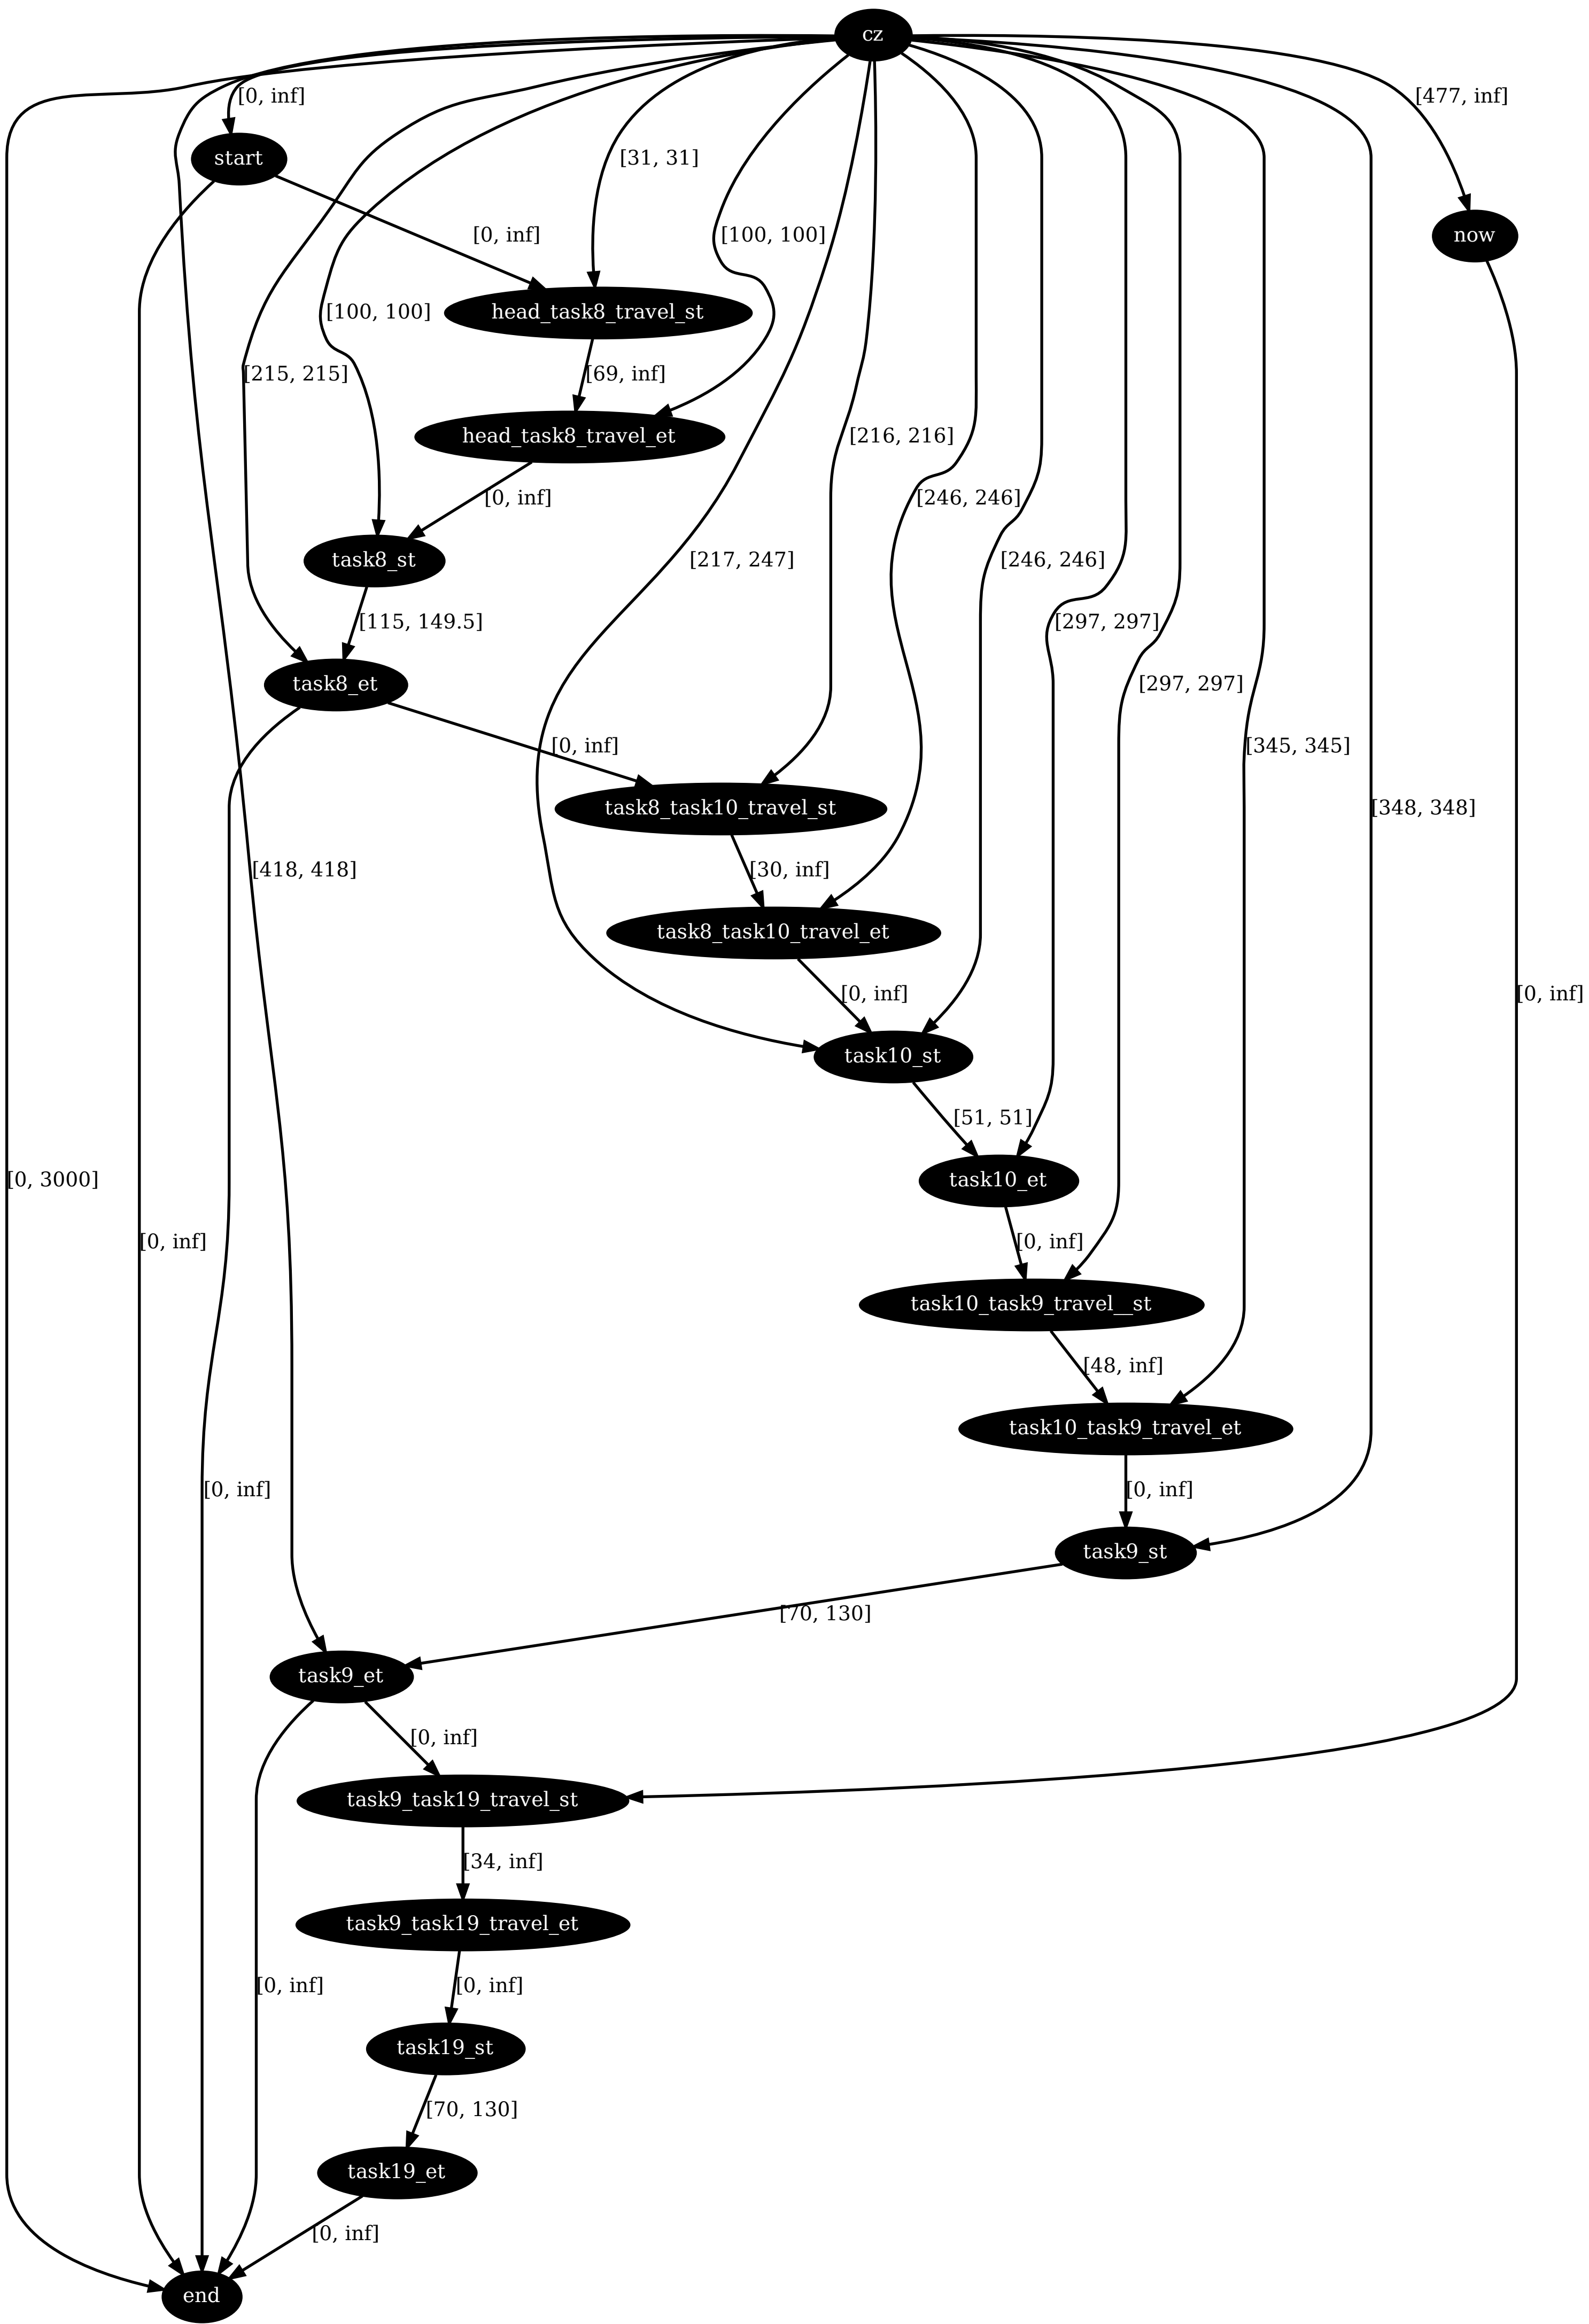 cz
[0, inf]
[477, inf]
start
[31, 31]
now
[0, inf]
[100, 100]
head_task8_travel_st
[100, 100]
[215, 215]
[69, inf]
head_task8_travel_et
[216, 216]
[0, inf]
[246, 246]
task8_st
[217, 247]
[246, 246]
[115, 149.5]
[297, 297]
task8_et
[297, 297]
[0, inf]
[345, 345]
task8_task10_travel_st
[348, 348]
[418, 418]
[30, inf]
task8_task10_travel_et
[0, inf]
[0, inf]
task10_st
[51, 51]
[0, 3000]
task10_et
[0, inf]
[0, inf]
task10_task9_travel__st
[48, inf]
task10_task9_travel_et
[0, inf]
[0, inf]
task9_st
[70, 130]
task9_et
[0, inf]
task9_task19_travel_st
[34, inf]
task9_task19_travel_et
[0, inf]
[0, inf]
task19_st
[70, 130]
task19_et
[0, inf]
end